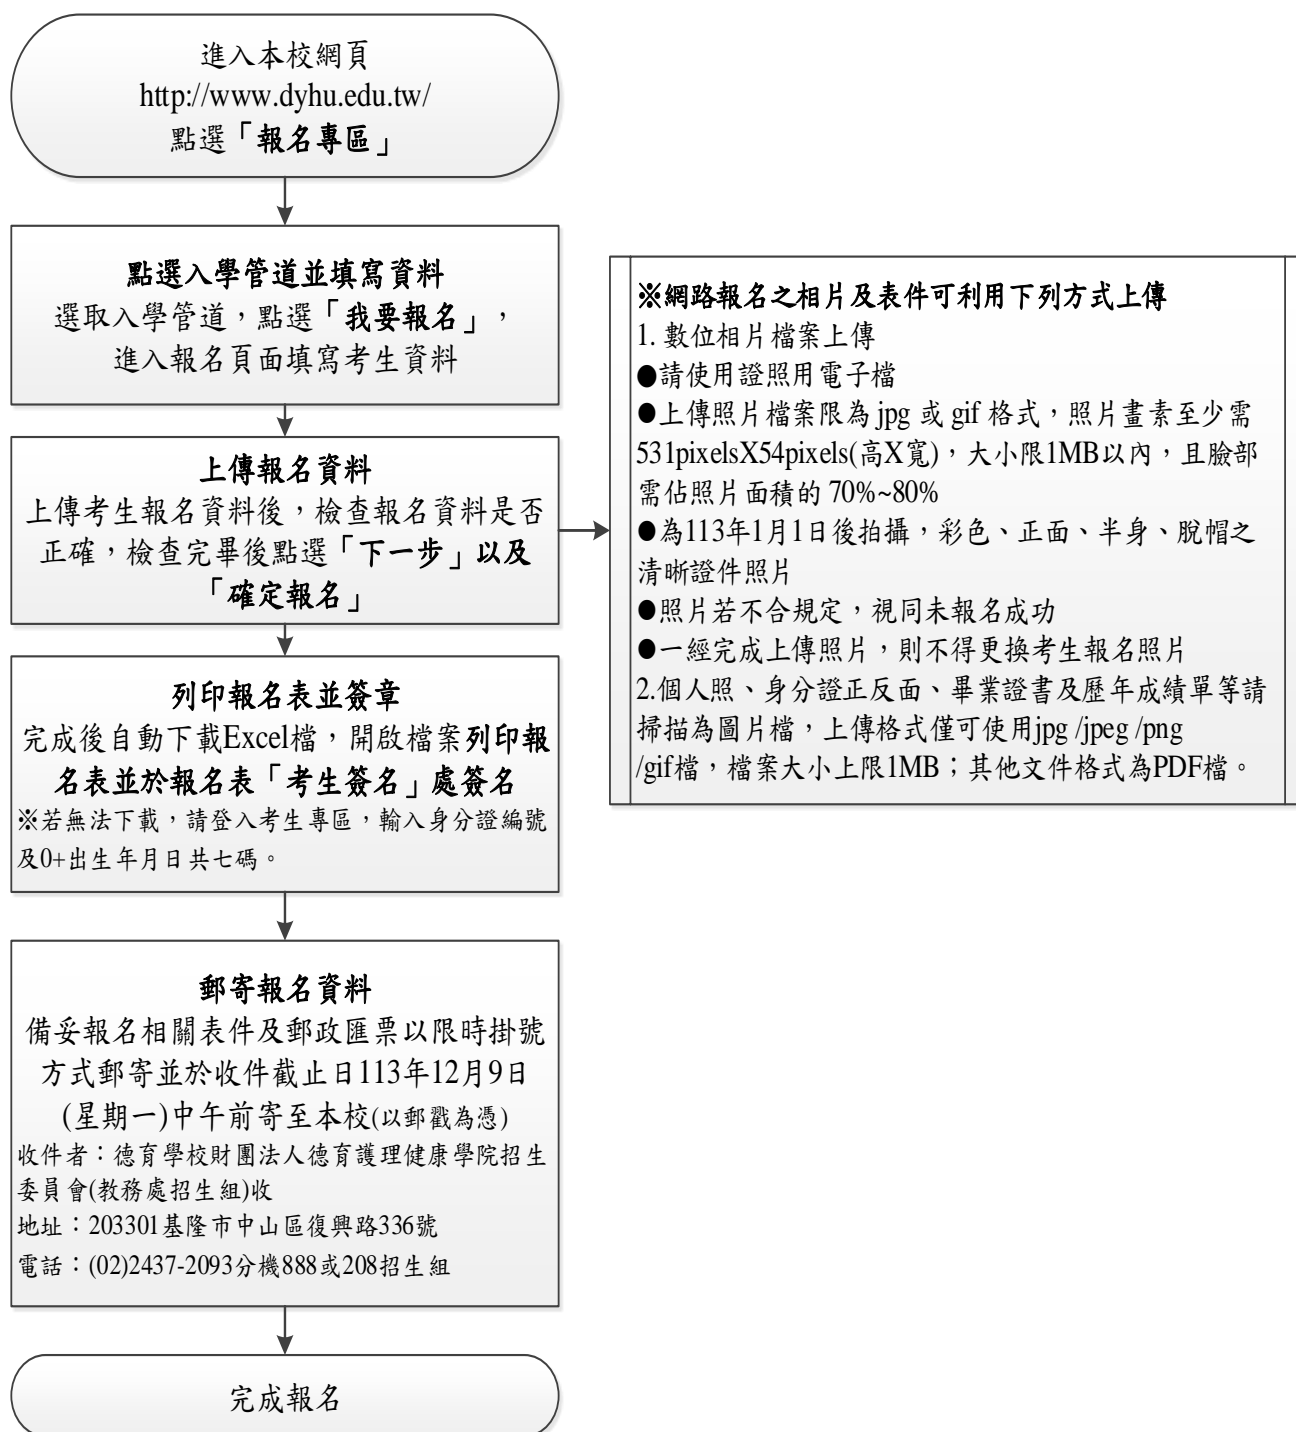 進入本校網頁
http://www.dyhu.edu.tw/
點選「報名專區」
點選入學管道並填寫資料
選取入學管道，點選「我要報名」，
進入報名頁面填寫考生資料
上傳報名資料
上傳考生報名資料後，檢查報名資料是否
正確，檢查完畢後點選「下一步」以及
「確定報名」
※網路報名之相片及表件可利用下列方式上傳
1. 數位相片檔案上傳
●請使用證照用電子檔
●上傳照片檔案限為 jpg 或 gif 格式，照片畫素至少需
531pixelsX54pixels(高X寬)，大小限1MB以內，且臉部
需佔照片面積的 70%~80%
●為113年1月1日後拍攝，彩色、正面、半身、脫帽之
清晰證件照片
●照片若不合規定，視同未報名成功
●一經完成上傳照片，則不得更換考生報名照片
2.個人照、身分證正反面、畢業證書及歷年成績單等請
掃描為圖片檔，上傳格式僅可使用jpg /jpeg /png
/gif檔，檔案大小上限1MB；其他文件格式為PDF檔。
列印報名表並簽章
完成後自動下載Excel檔，開啟檔案列印報
名表並於報名表「考生簽名」處簽名
※若無法下載，請登入考生專區，輸入身分證編號
及0+出生年月日共七碼。
郵寄報名資料
備妥報名相關表件及郵政匯票以限時掛號
方式郵寄並於收件截止日113年12月9日
(星期一)中午前寄至本校(以郵戳為憑)
收件者：德育學校財團法人德育護理健康學院招生
委員會(教務處招生組)收
地址：203301基隆市中山區復興路336號
電話：(02)2437-2093分機888或208招生組
完成報名